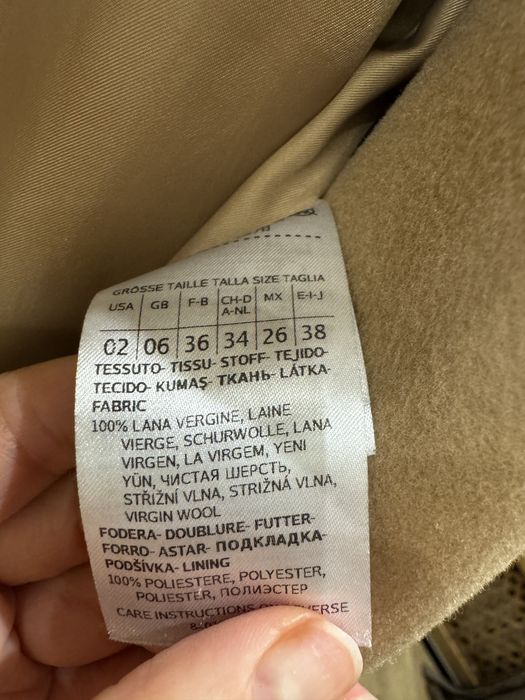 GRÖSSE TAILLE TALLA SIZE TAGLIA
USA GB F-B CH-D A-NL MX E-I-J
02 06 36 34 26 38
TESSUTO- TISSU- STOFF- TEJIDO-
TECIDO- KUMAŞ- ТКАНЬ- LÁTKA-
FABRIC
100% LANA VERGINE, LAINE
VIERGE, SCHURWOLLE, LANA
VIRGEN, LA VIRGEM, YENI
YÜN, ЧИСТАЯ ШЕРСТЬ,
STŘIŽNÍ VLNA, STRIŽNÁ VLNA,
VIRGIN WOOL
FODERA- DOUBLURE- FUTTER-
FORRO- ASTAR- ПОДКЛАДКА-
PODŠÍVKA- LINING
100% POLIESTERE, POLYESTER,
POLIESTER, ПОЛИЭСТЕР
CARE INSTRUCTIONS